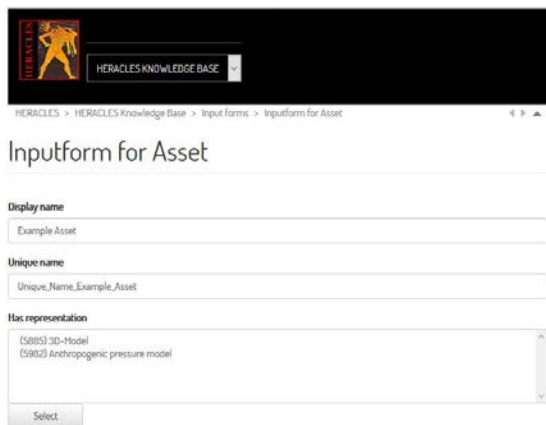 HERACLES
HERACLES KNOWLEDGE BASE
HERACLES > HERACLES Knowledge Base > Input forms > Inputform for Asset
Inputform for Asset
Display name
Example Asset
Unique name
Unique_Name_Example_Asset
Has representation
(5885) 3D-Model
(5982) Anthropogenic pressure model
Select